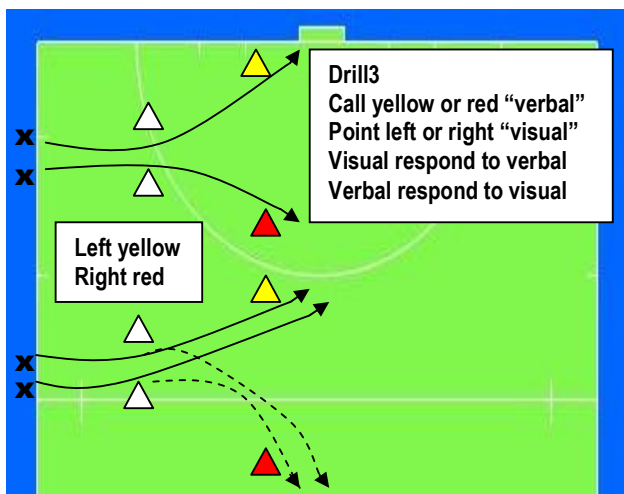 Drill3
Call yellow or red “verbal”
Point left or right “visual”
Visual respond to verbal
Verbal respond to visual
x
x
Left yellow
Right red
x
x